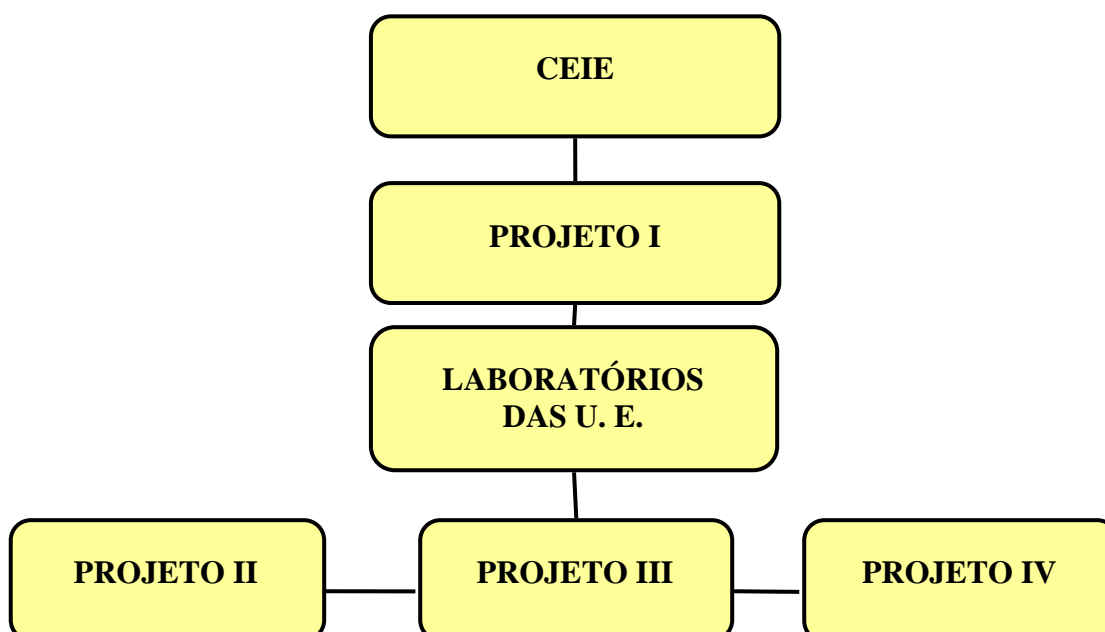 CEIE
PROJETO I
LABORATÓRIOS
DAS U. E.
PROJETO II
PROJETO III
PROJETO IV